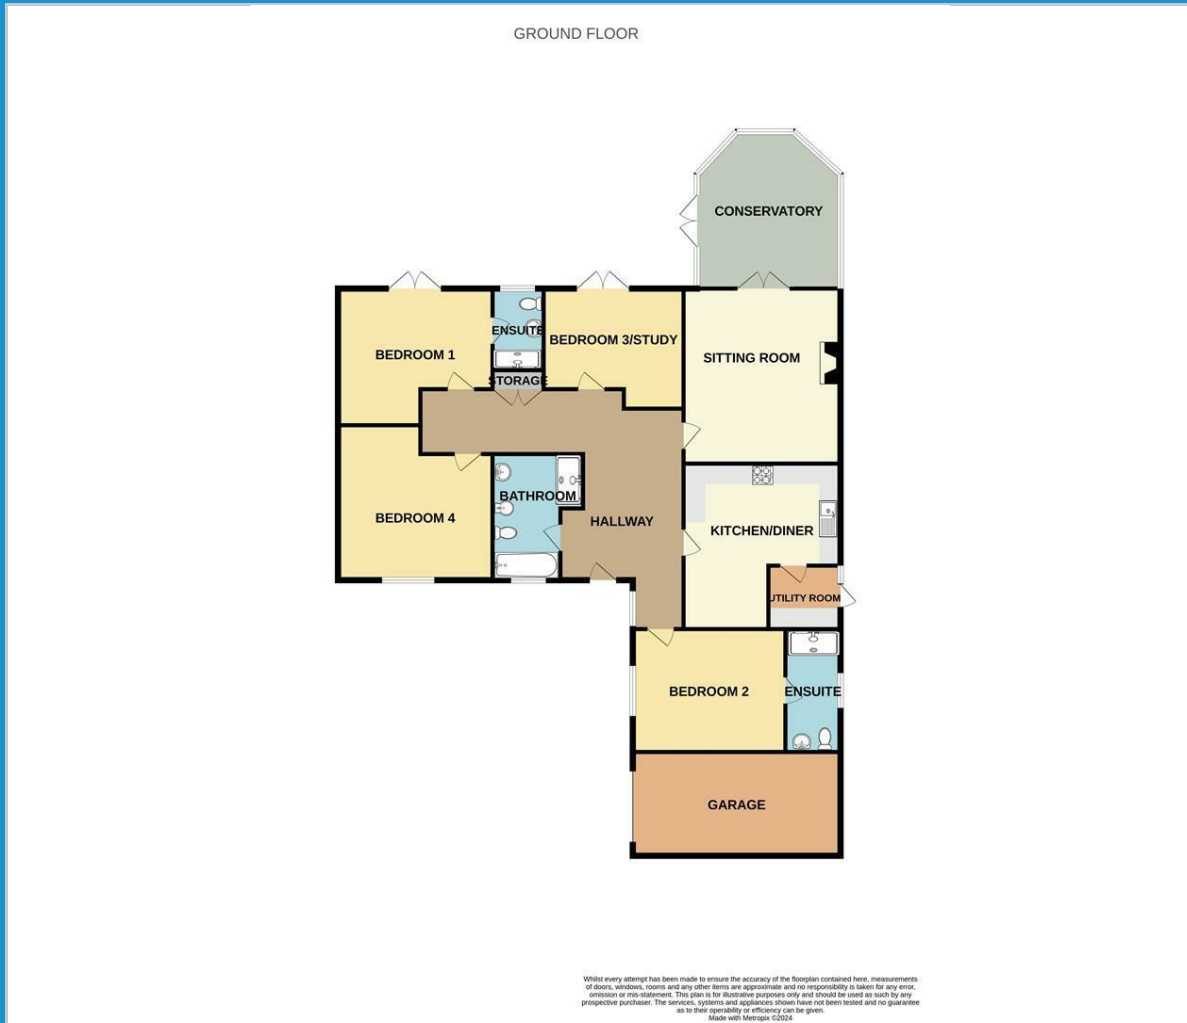 GROUND FLOOR
CONSERVATORY
ENSUITE
BEDROOM 3/STUDY
BEDROOM 1
SITTING ROOM
STORAGE
BATHROOM
BEDROOM 4
HALLWAY
KITCHEN/DINER
UTILITY ROOM
BEDROOM 2
ENSUITE
GARAGE
Whilst every attempt has been made to ensure the accuracy of the floorplan contained here, measurements
of doors, windows, rooms and any other items are approximate and no responsibility is taken for any error,
omission or mis-statement. This plan is for illustrative purposes only and should be used as such by any
prospective purchaser. The services, systems and appliances shown have not been tested and no guarantee
as to their operability or efficiency can be given.
Made with Metropix ©2024